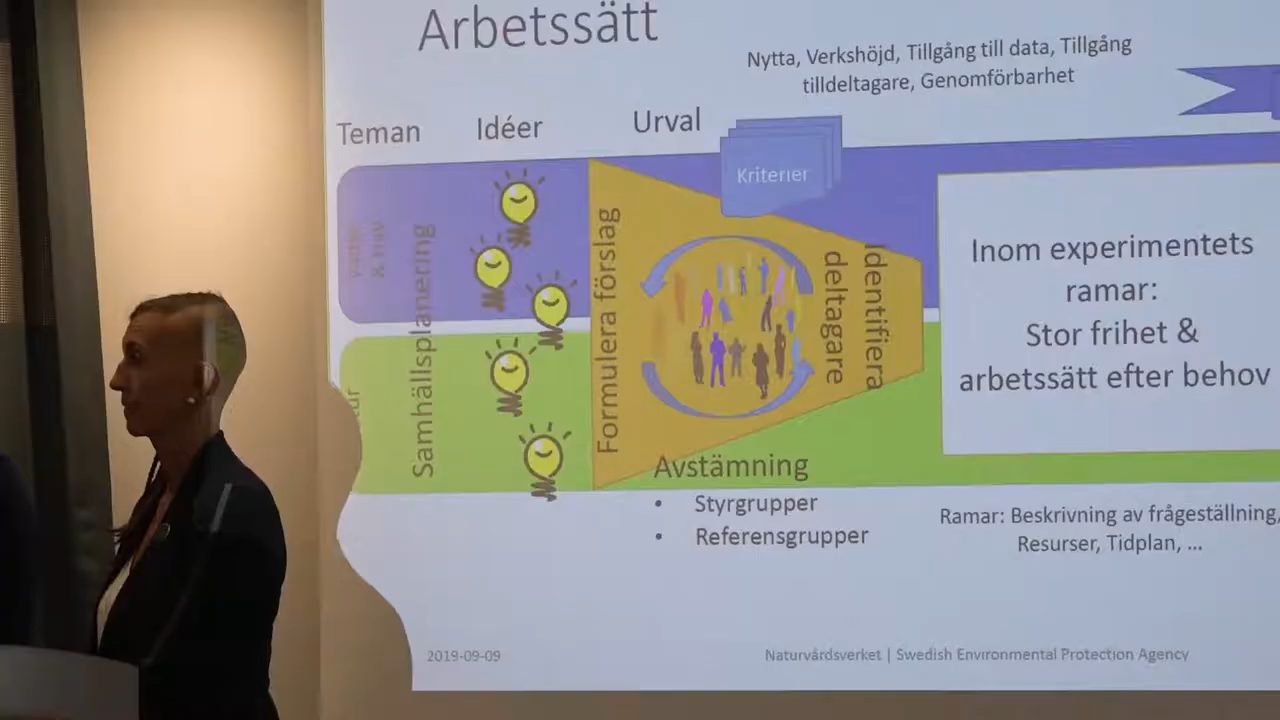 Arbetssätt
Nytta, Verkshöjd, Tillgång till data, Tillgång
tilldeltagare, Genomförbarhet
Teman
Idéer
Urval
Kriterier
& Hav
Samhällsplanering
Formulera förslag
Identifiera
deltagare
Inom experimentets
ramar:
Stor frihet &
arbetssätt efter behov
Avstämning
• Styrgrupper
• Referensgrupper
Ramar: Beskrivning av frågeställning,
Resurser, Tidplan, ...
2019-09-09
Naturvårdsverket | Swedish Environmental Protection Agency